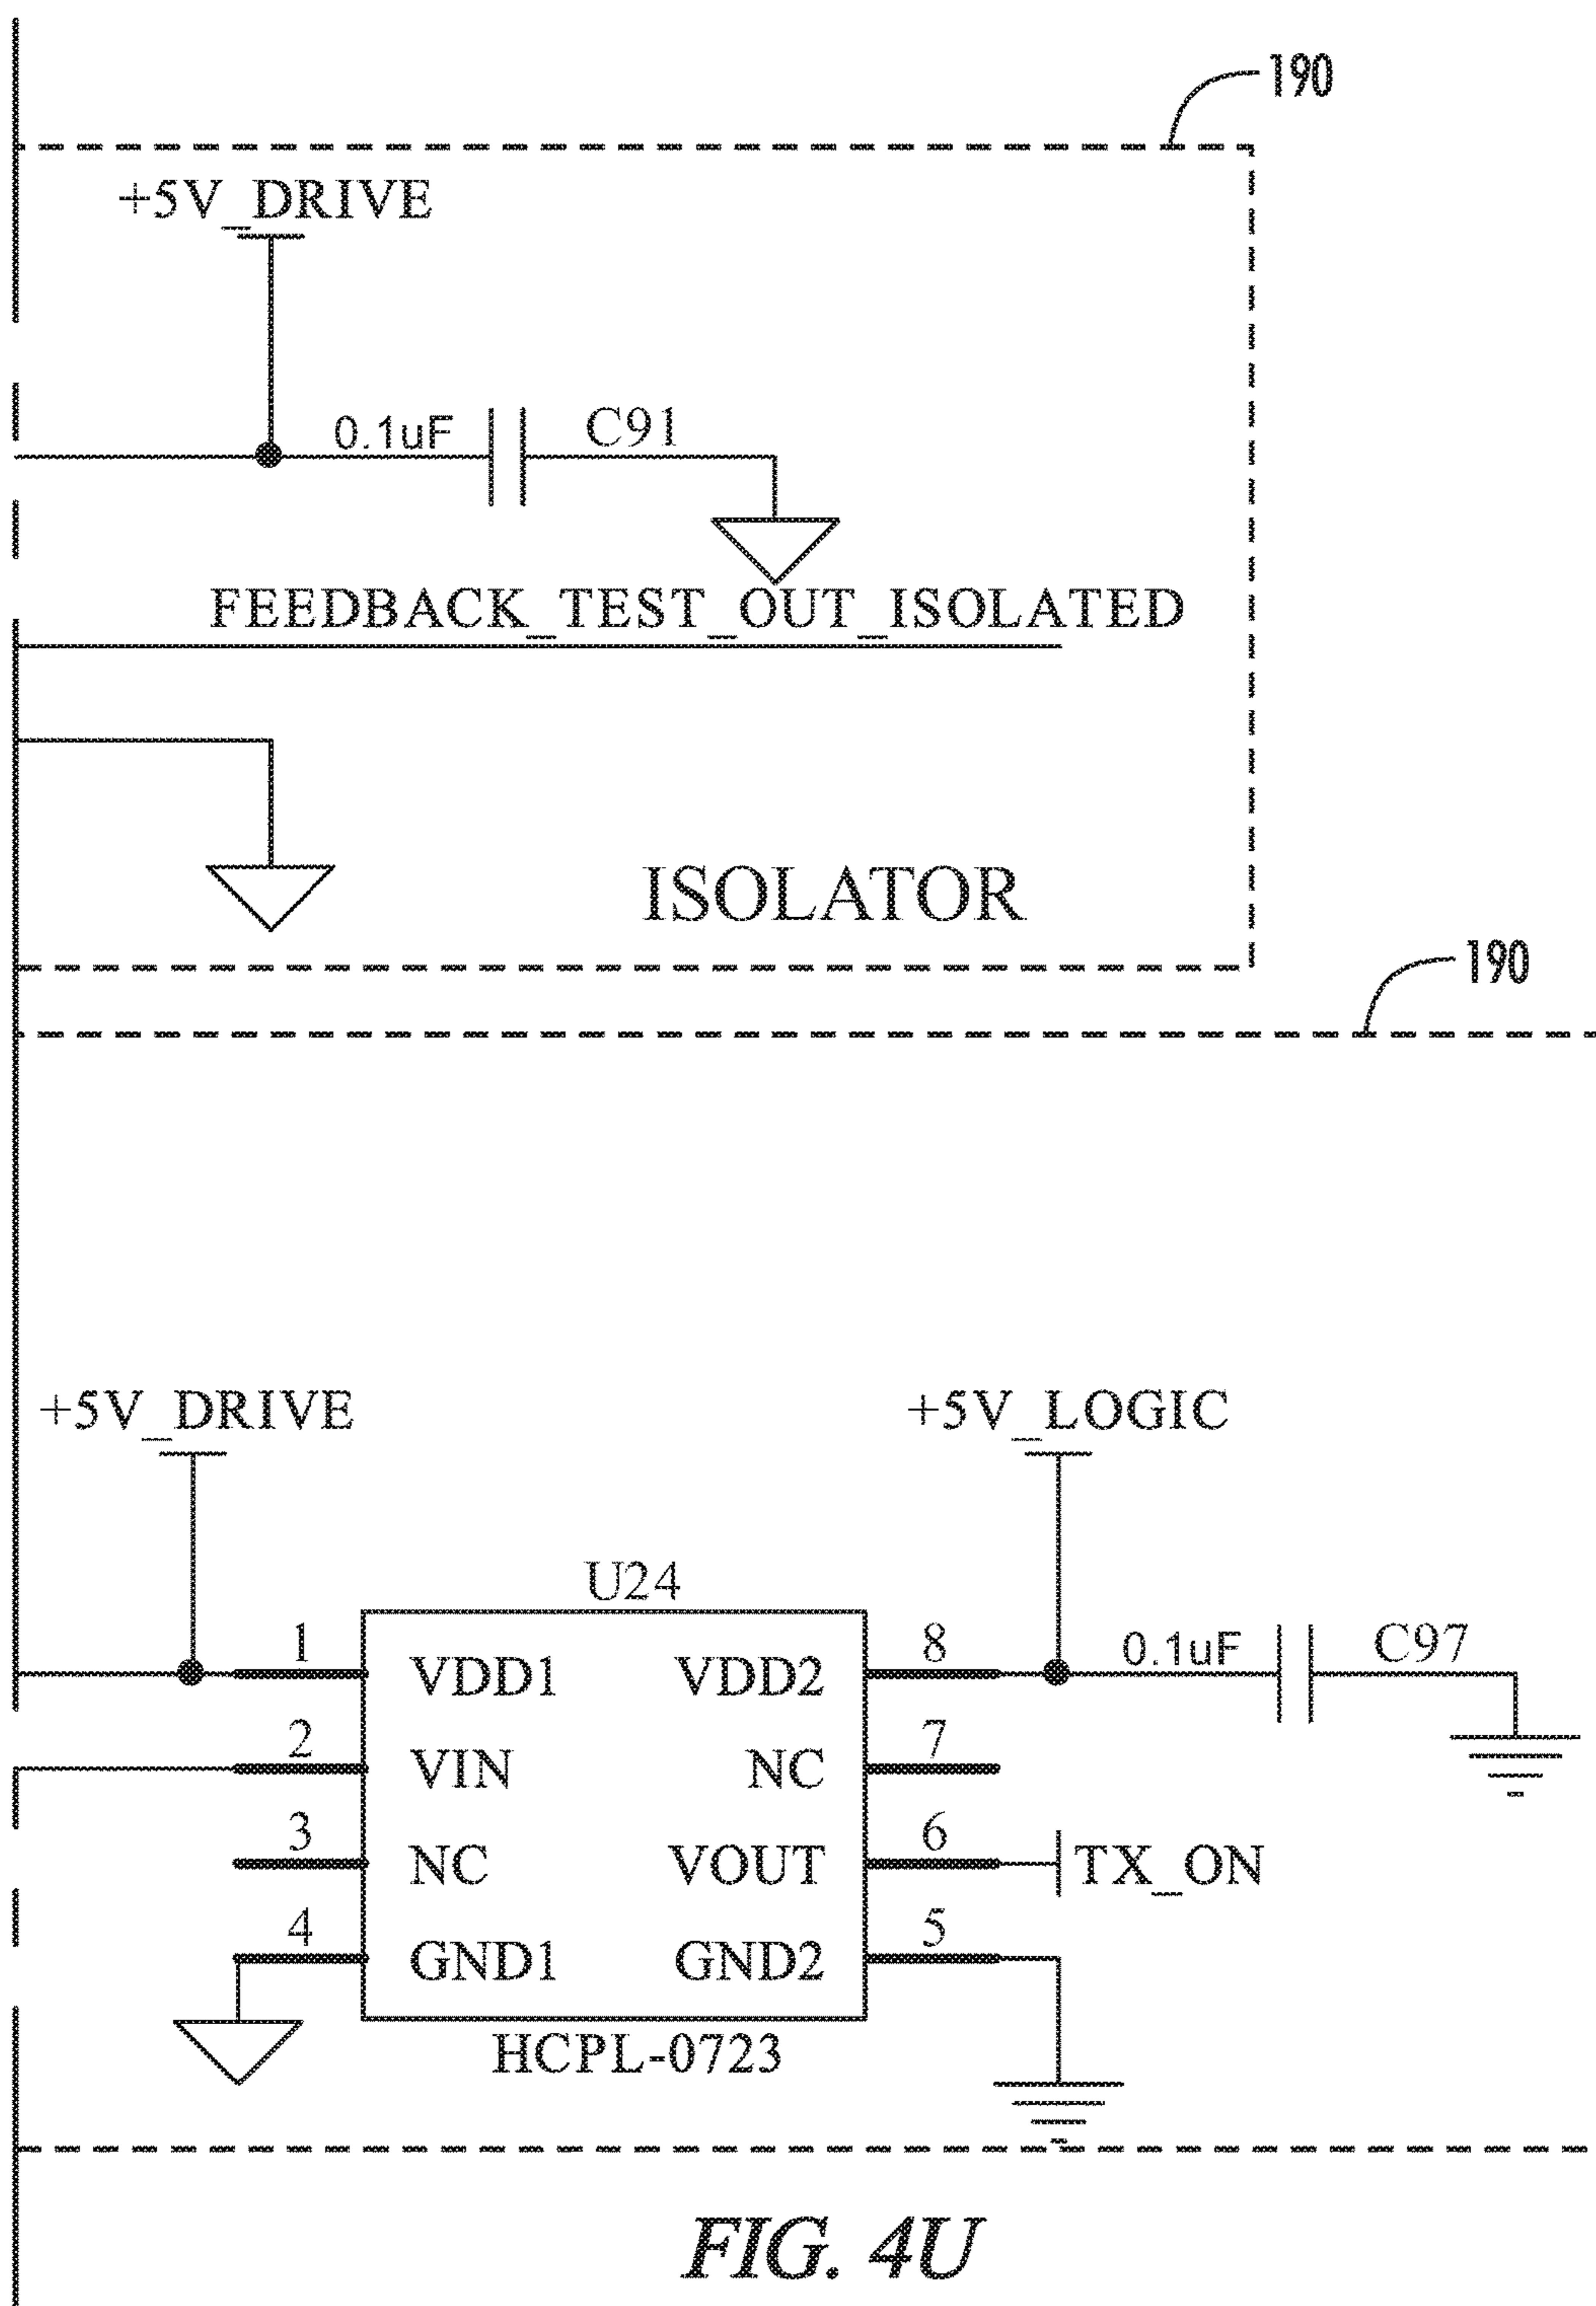 190
+5V_DRIVE
0.1uF C91
FEEDBACK_TEST_OUT_ISOLATED
ISOLATOR
190
+5V_DRIVE +5V_LOGIC
U24
1 VDD1 VDD2 8 0.1uF C97
2 VIN NC 7
3 NC VOUT 6 TX_ON
4 GND1 GND2 5
HCPL-0723
FIG. 4U